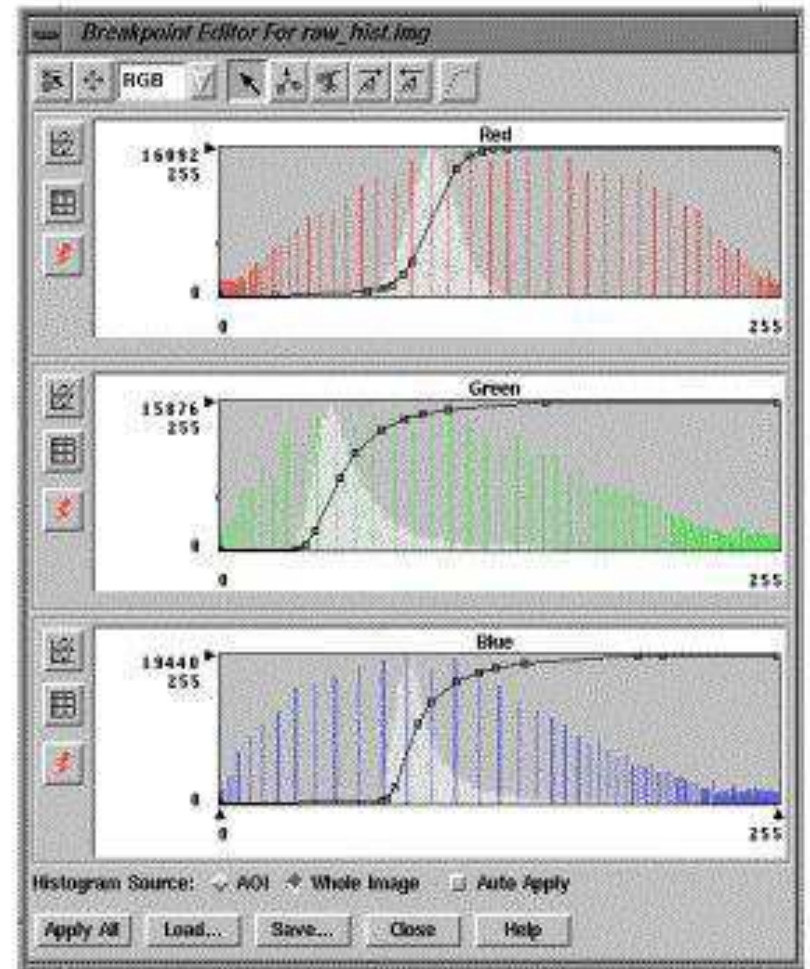 Breakpoint Editor For raw_hist.img
RGB
Red
16092
255
0
0 255
Green
15876
255
0
0 255
Blue
19440
255
0
0 255
Histogram Source: AOI Whole Image Auto Apply
Apply All Load... Save... Close Help